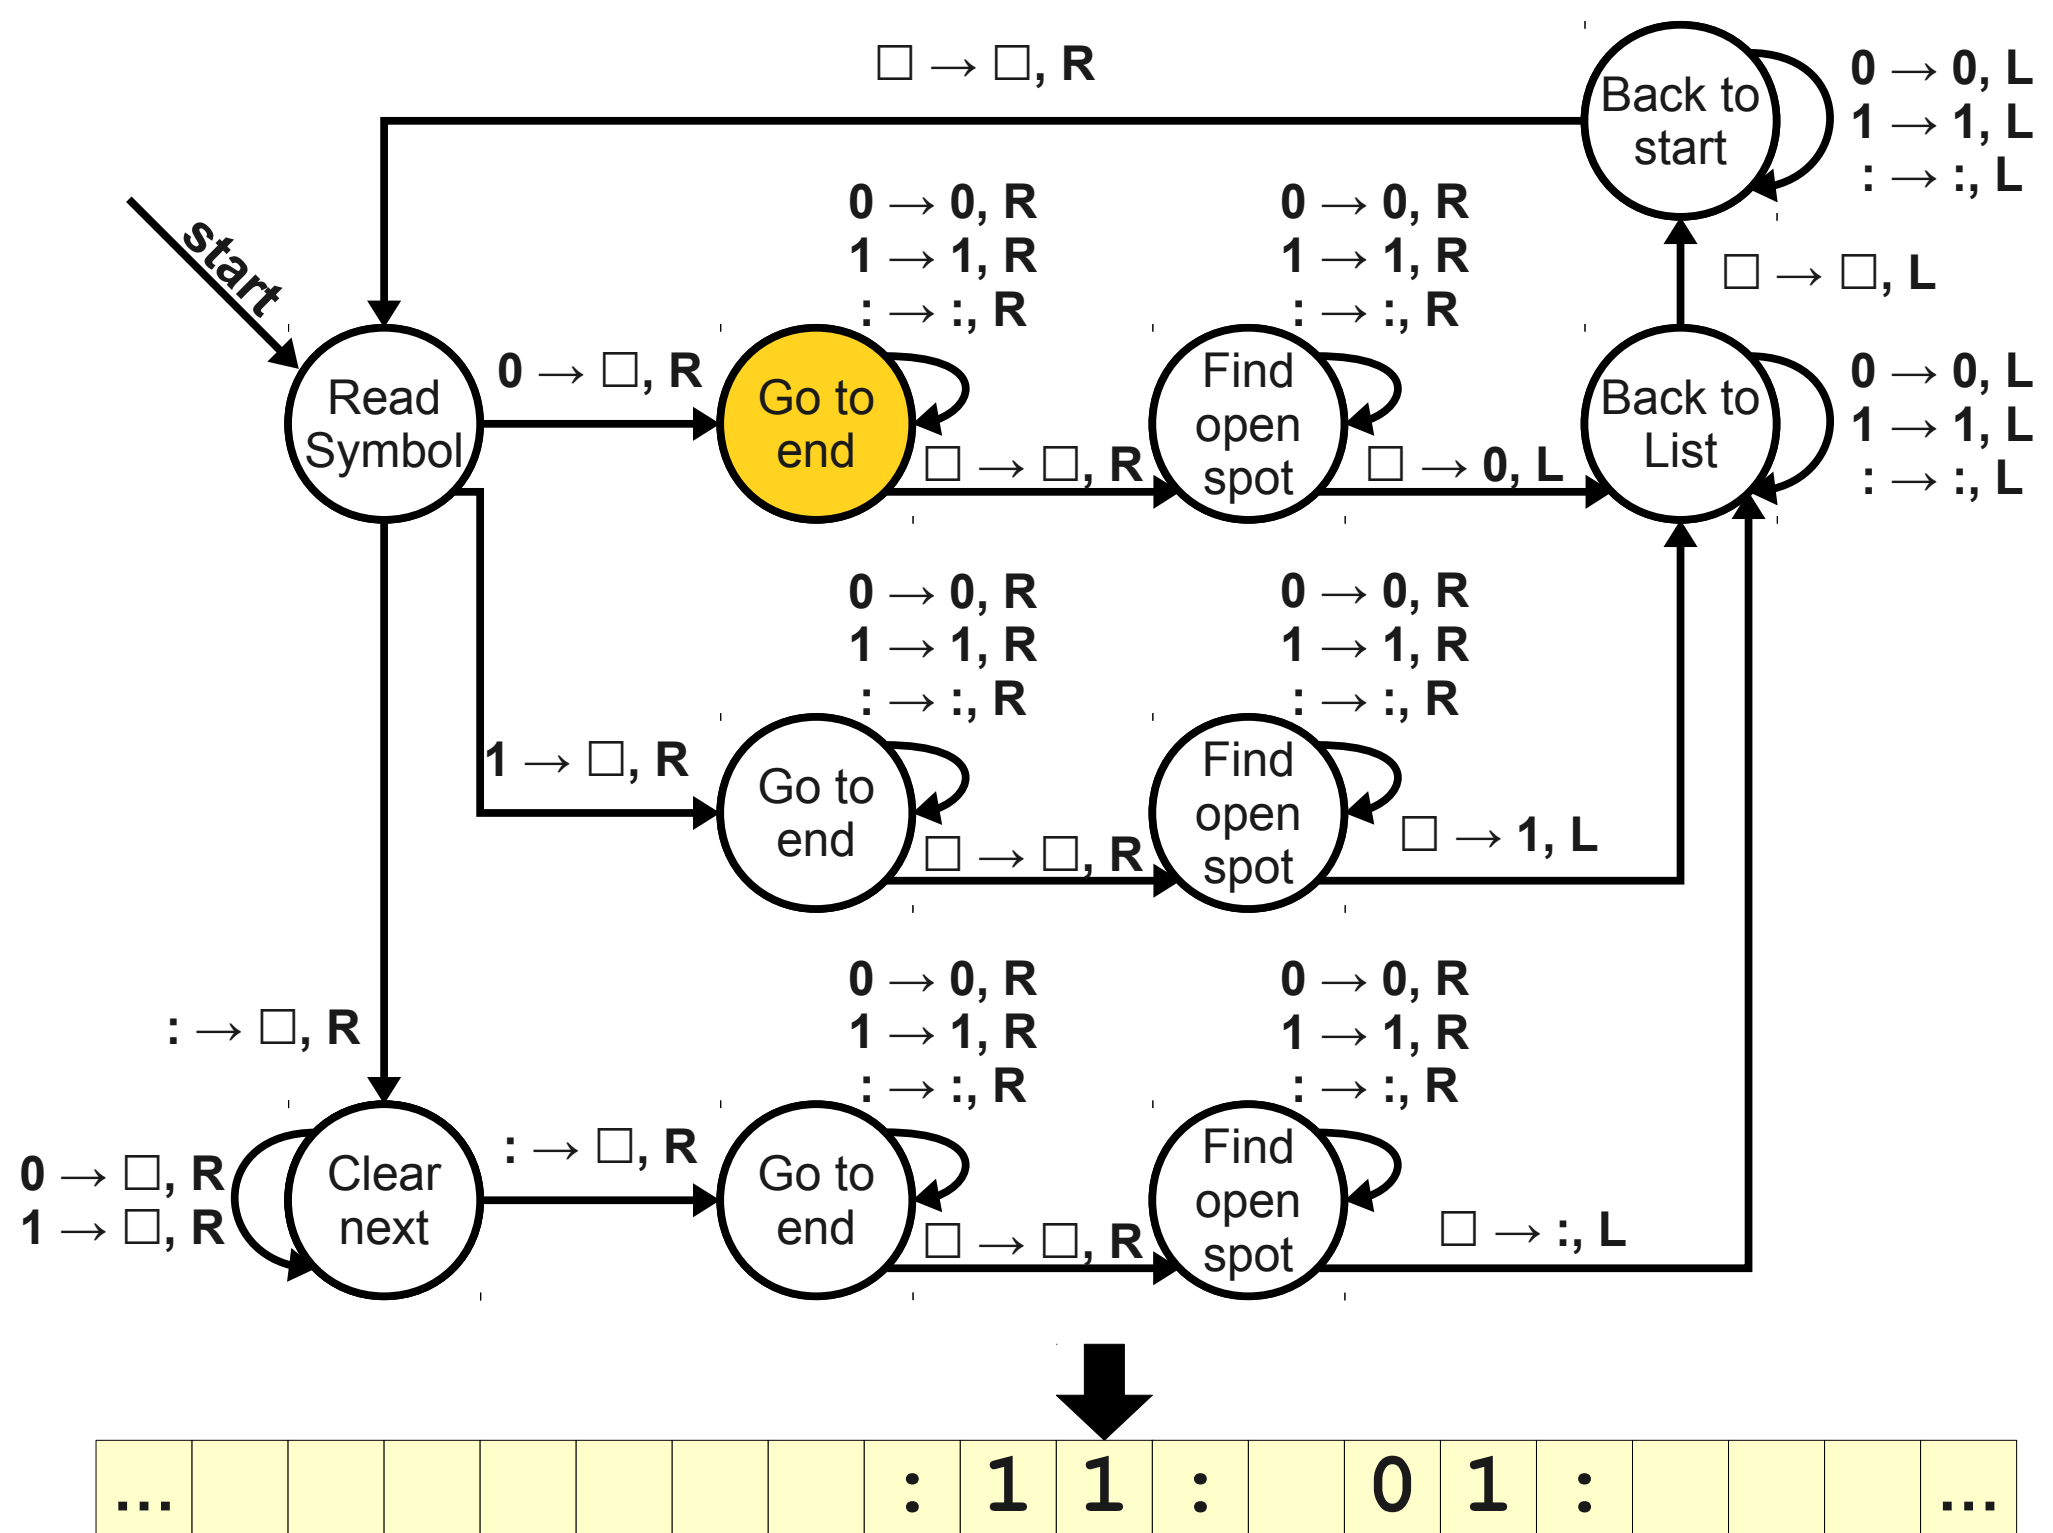 □ → □, R
Back to
start
0 → 0, L
1 → 1, L
: → :, L
start
0 → 0, R
1 → 1, R
: → :, R
0 → 0, R
1 → 1, R
: → :, R
□ → □, L
Read
Symbol
0 → □, R
Go to
end
□ → □, R
Find
open
spot
□ → 0, L
Back to
List
0 → 0, L
1 → 1, L
: → :, L
0 → 0, R
1 → 1, R
: → :, R
0 → 0, R
1 → 1, R
: → :, R
1 → □, R
Go to
end
□ → □, R
Find
open
spot
□ → 1, L
0 → 0, R
1 → 1, R
: → :, R
0 → 0, R
1 → 1, R
: → :, R
: → □, R
0 → □, R
1 → □, R
Clear
next
: → □, R
Go to
end
□ → □, R
Find
open
spot
□ → :, L
... : 1 1 : 0 1 : ...